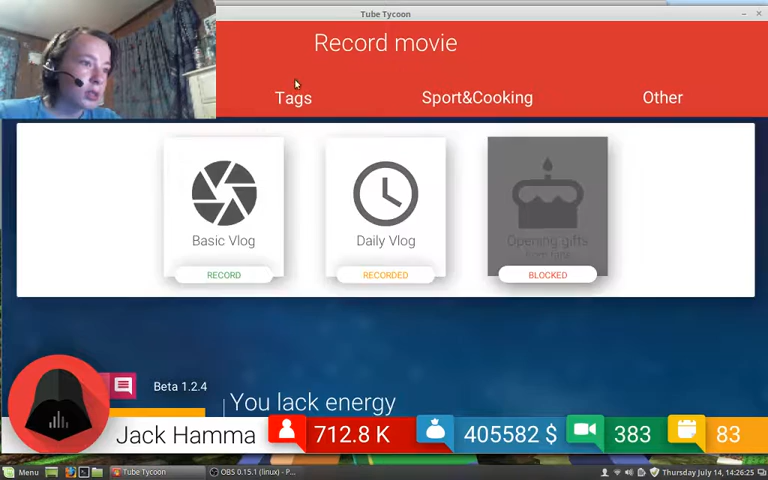 Tube Tycoon
Record movie
Tags
Sport&Cooking
Other
Basic Vlog
RECORD
Daily Vlog
RECORDED
Opening gifts
from fans
BLOCKED
Beta 1.2.4
You lack energy
Jack Hamma
712.8 K
405582 $
383
83
Menu
Tube Tycoon
OBS 0.15.1 (linux) - P...
Thursday July 14, 14:26:25